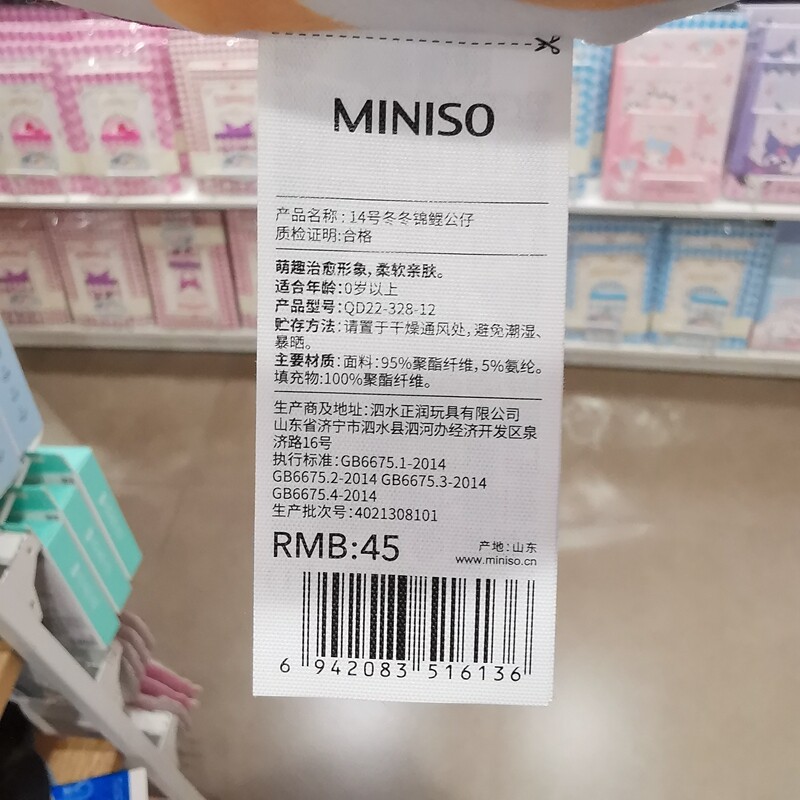 MINISO
产品名称: 14号冬冬锦鲤公仔
质检证明:合格
萌趣治愈形象,柔软亲肤。
适合年龄:0岁以上
产品型号:QD22-328-12
贮存方法:请置于干燥通风处,避免潮湿、
暴晒。
主要材质:面料:95%聚酯纤维,5%氨纶。
填充物:100%聚酯纤维。
生产商及地址:泗水正润玩具有限公司
山东省济宁市泗水县泗河办经济开发区泉
济路16号
执行标准:GB6675.1-2014
GB6675.2-2014 GB6675.3-2014
GB6675.4-2014
生产批次号:4021308101
RMB:45
产地:山东
www.miniso.cn
6 942083 516136